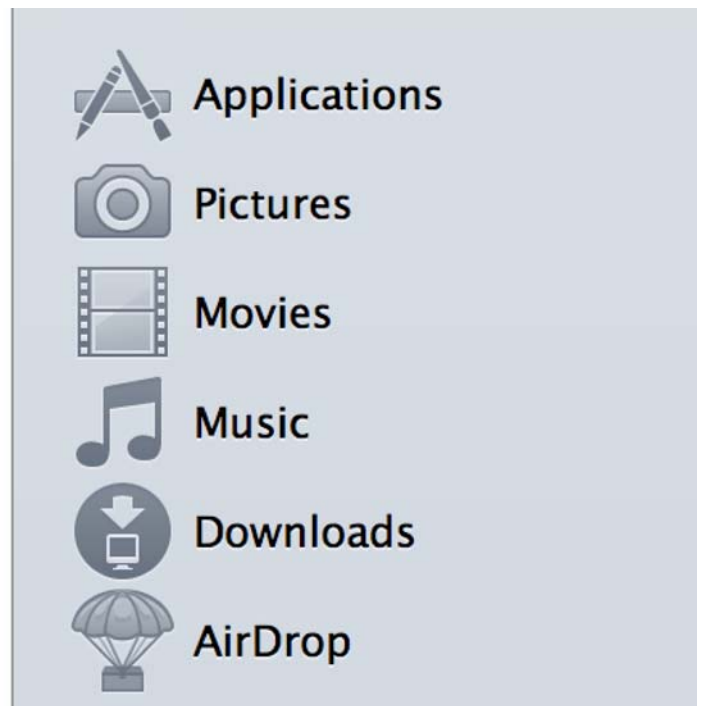 Applications
Pictures
Movies
Music
Downloads
AirDrop